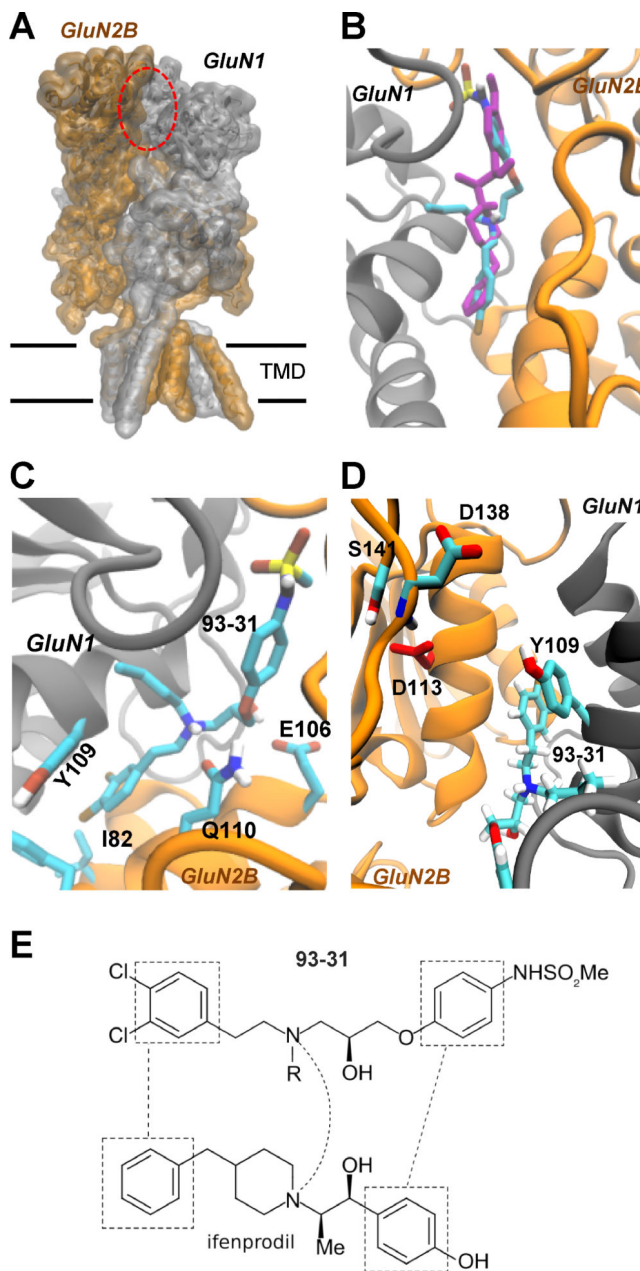 A
GluN2B
GluN1
TMD
B
GluN1
GluN2B
C
93-31
GluN1
Y109
E106
I82
Q110
GluN2B
D
D138
GluN1
S141
Y109
D113
93-31
GluN2B
E
93-31
Cl
NHSO₂Me
Cl
N
O
R
OH
OH
N
ifenprodil
Me
OH